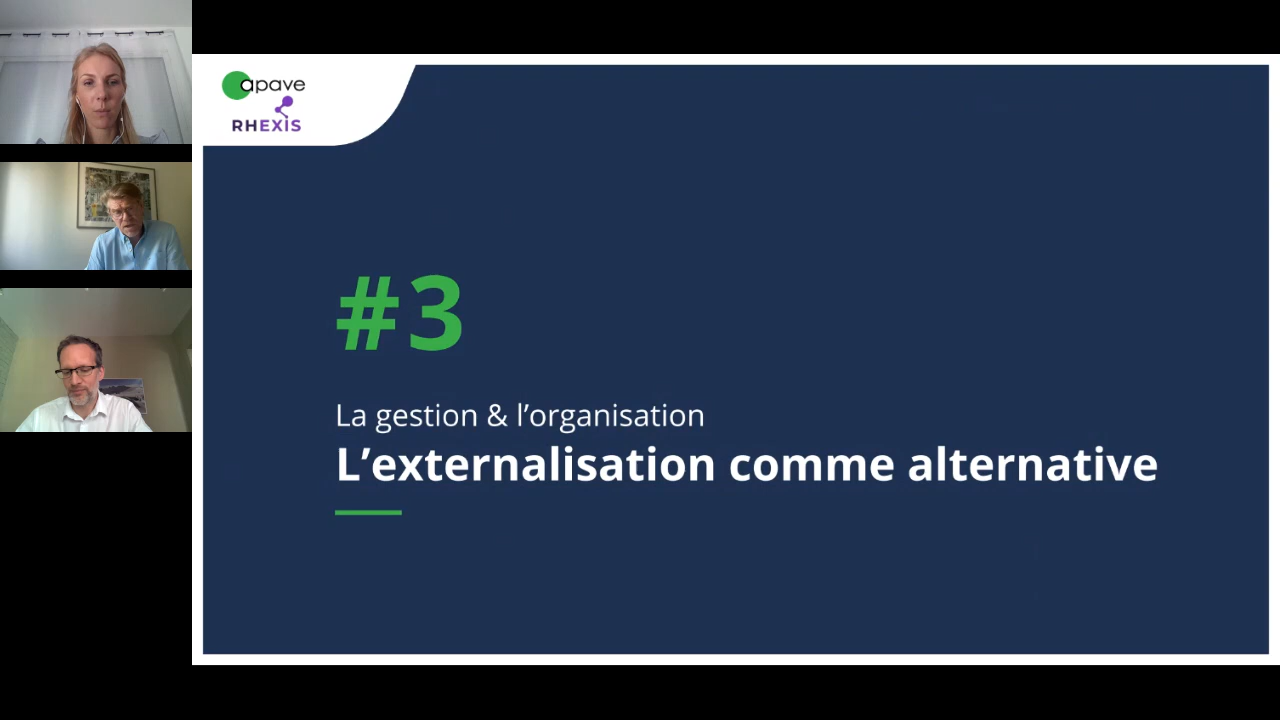 apave
RHEXIS
#3
La gestion & l’organisation
L’externalisation comme alternative